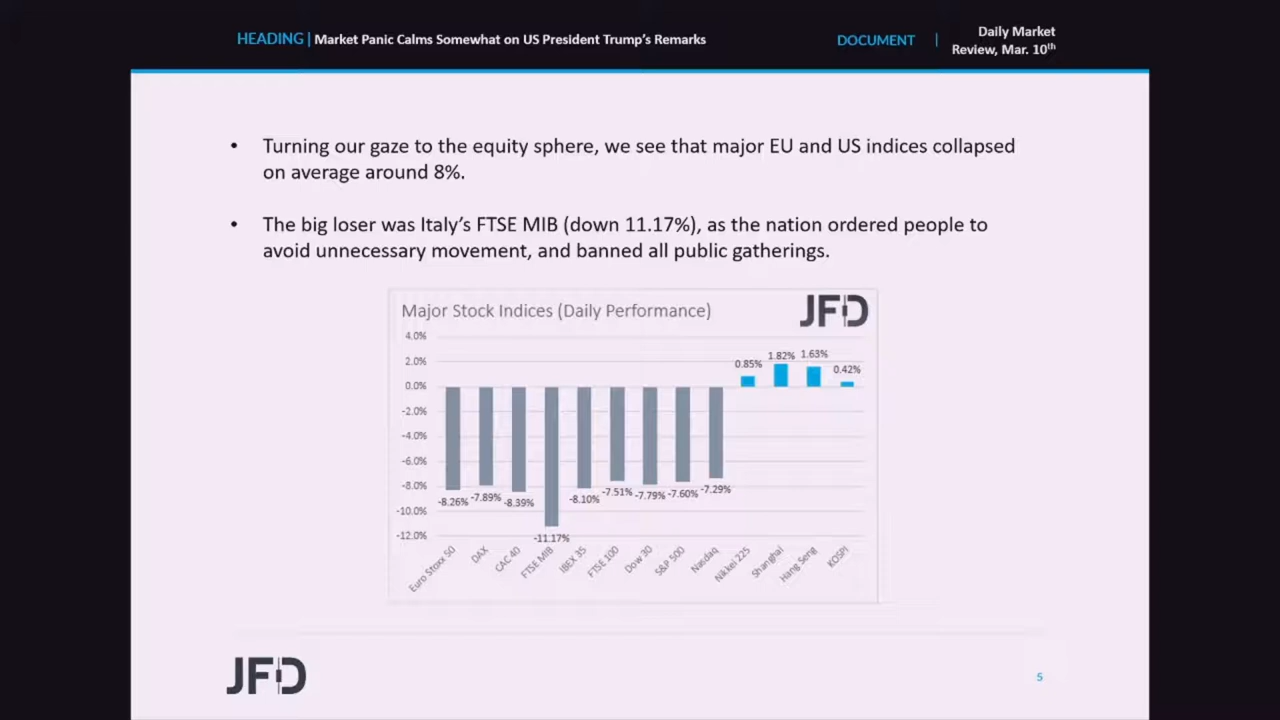 HEADING | Market Panic Calms Somewhat on US President Trump's Remarks
DOCUMENT | Daily Market
Review, Mar. 10th
• Turning our gaze to the equity sphere, we see that major EU and US indices collapsed
on average around 8%.
• The big loser was Italy's FTSE MIB (down 11.17%), as the nation ordered people to
avoid unnecessary movement, and banned all public gatherings.
Major Stock Indices (Daily Performance)
JFD
4.0%
2.0%
0.0%
-2.0%
-4.0%
-6.0%
-8.0%
-10.0%
-12.0%
-8.26%
-7.89%
-8.39%
-11.17%
-8.10%
-7.51%
-7.79%
-7.60%
-7.29%
0.85%
1.82%
1.63%
0.42%
Euro Stoxx 50
DAX
CAC 40
FTSE MIB
IBEX 35
FTSE 100
Dow 30
S&P 500
Nasdaq
Nikkei 225
Shanghai
Hang Seng
KOSPI
JFD
5